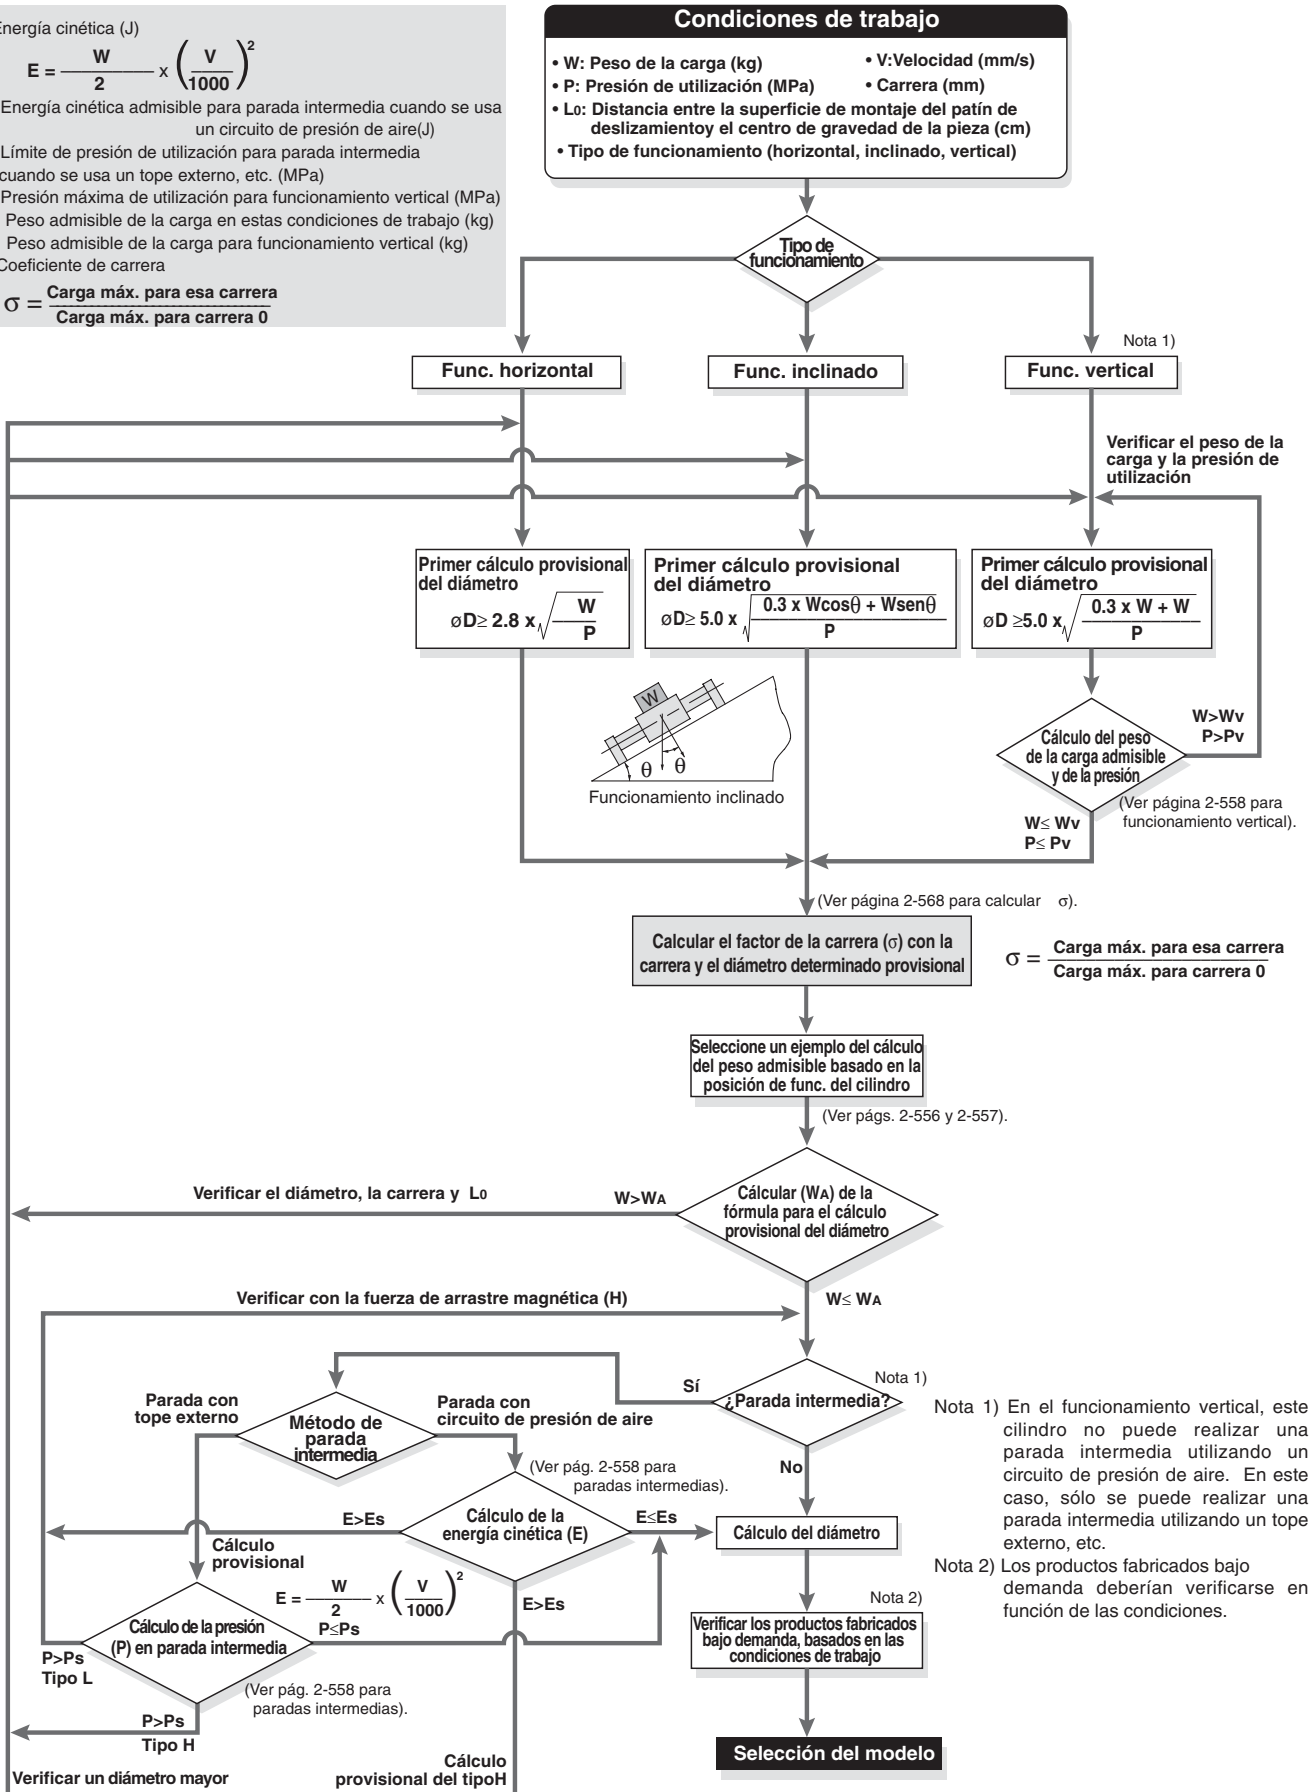 Energía cinética (J)
E = W/2 x (V/1000)²
Energía cinética admisible para parada intermedia cuando se usa
un circuito de presión de aire(J)
Límite de presión de utilización para parada intermedia
cuando se usa un tope externo, etc. (MPa)
Presión máxima de utilización para funcionamiento vertical (MPa)
Peso admisible de la carga en estas condiciones de trabajo (kg)
Peso admisible de la carga para funcionamiento vertical (kg)
Coeficiente de carrera
σ = Carga máx. para esa carrera
Carga máx. para carrera 0
Condiciones de trabajo
• W: Peso de la carga (kg)
• V:Velocidad (mm/s)
• P: Presión de utilización (MPa)
• Carrera (mm)
• L0: Distancia entre la superficie de montaje del patín de
deslizamientoy el centro de gravedad de la pieza (cm)
• Tipo de funcionamiento (horizontal, inclinado, vertical)
Tipo de
funcionamiento
Nota 1)
Func. horizontal
Func. inclinado
Func. vertical
Verificar el peso de la
carga y la presión de
utilización
Primer cálculo provisional
del diámetro
øD≥ 2.8 x √W/P
Primer cálculo provisional
del diámetro
øD≥ 5.0 x √0.3 x Wcosθ + Wsenθ/P
Primer cálculo provisional
del diámetro
øD ≥5.0 x √0.3 x W + W/P
W
θ θ
Funcionamiento inclinado
W>Wv
P>Pv
Cálculo del peso
de la carga admisible
y de la presión
(Ver página 2-558 para
funcionamiento vertical).
W≤ Wv
P≤ Pv
(Ver página 2-568 para calcular σ).
Calcular el factor de la carrera (σ) con la
carrera y el diámetro determinado provisional
σ = Carga máx. para esa carrera
Carga máx. para carrera 0
Seleccione un ejemplo del cálculo
del peso admisible basado en la
posición de func. del cilindro
(Ver págs. 2-556 y 2-557).
Verificar el diámetro, la carrera y L0
W>WA
Cálcular (WA) de la
fórmula para el cálculo
provisional del diámetro
Verificar con la fuerza de arrastre magnética (H)
W≤ WA
Sí
¿Parada intermedia?
Nota 1)
No
Parada con
tope externo
Método de
parada
intermedia
Parada con
circuito de presión de aire
(Ver pág. 2-558 para
paradas intermedias).
E>Es
Cálculo de la
energía cinética (E)
E≤Es
Cálculo del diámetro
Cálculo
provisional
E = W/2 x (V/1000)²
E>Es
Cálculo de la presión
(P) en parada intermedia
P≤Ps
P>Ps
Tipo L
(Ver pág. 2-558 para
paradas intermedias).
P>Ps
Tipo H
Nota 2)
Verificar los productos fabricados
bajo demanda, basados en las
condiciones de trabajo
Selección del modelo
Verificar un diámetro mayor
Cálculo
provisional del tipoH
Nota 1) En el funcionamiento vertical, este
cilindro no puede realizar una
parada intermedia utilizando un
circuito de presión de aire. En este
caso, sólo se puede realizar una
parada intermedia utilizando un tope
externo, etc.
Nota 2) Los productos fabricados bajo
demanda deberían verificarse en
función de las condiciones.